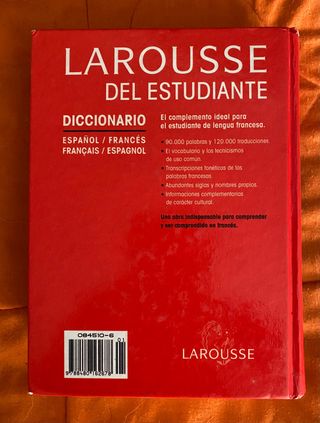 LAROUSSE
DEL ESTUDIANTE
DICCIONARIO
ESPAÑOL / FRANCÉS
FRANÇAIS / ESPAGNOL
El complemento ideal para
el estudiante de lengua francesa.
• 90.000 palabras y 120.000 traducciones.
• El vocabulario y los tecnicismos
de uso común.
• Transcripciones fonéticas de las
palabras francesas.
• Abundantes siglas y nombres propios.
• Informaciones complementarias
de carácter cultural.
Una obra indispensable para comprender
y ser comprendido en francés.
084510-6
01
9788480162678
LAROUSSE